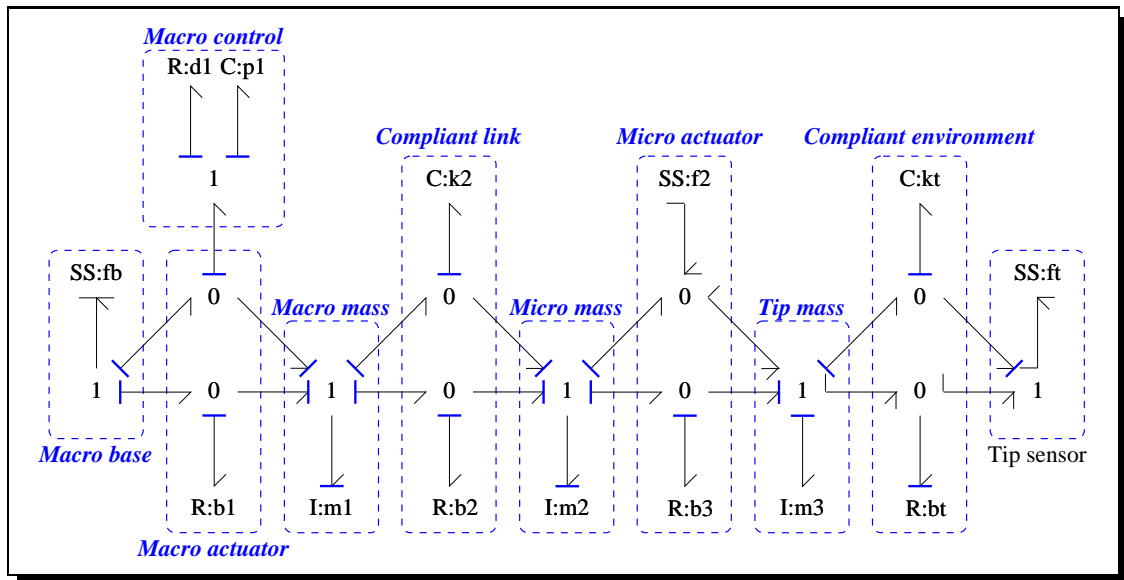 Macro control
R:d1 C:p1
Compliant link
Micro actuator
Compliant environment
1
C:k2
SS:f2
C:kt
SS:fb
SS:ft
0
0
0
0
Macro mass
Micro mass
Tip mass
1
0
1
0
1
0
1
0
1
Macro base
Tip sensor
R:b1
I:m1
R:b2
I:m2
R:b3
I:m3
R:bt
Macro actuator